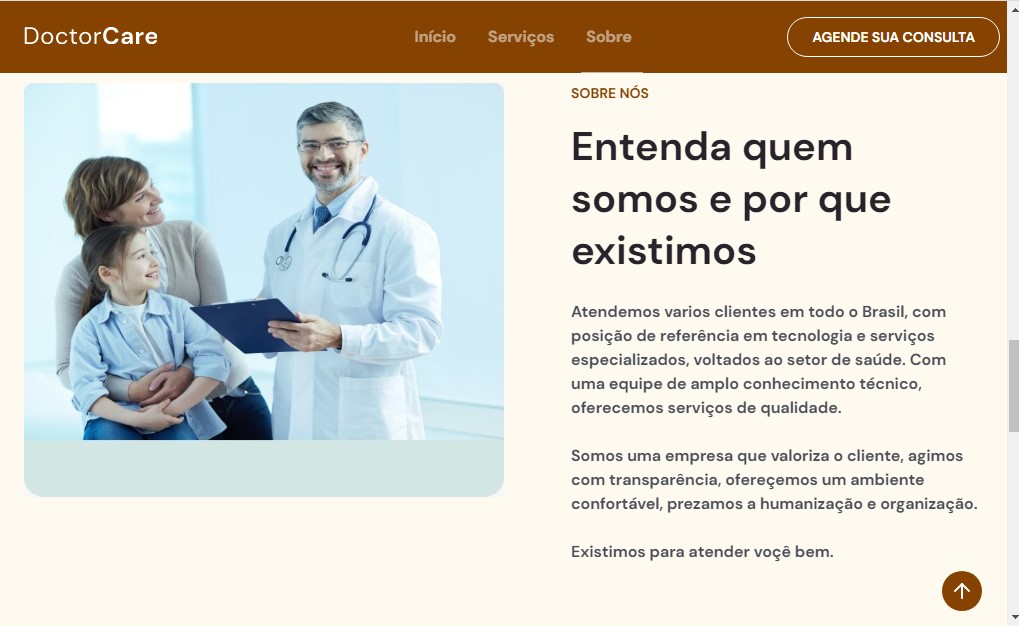 DoctorCare
Início
Serviços
Sobre
AGENDE SUA CONSULTA
SOBRE NÓS
Entenda quem
somos e por que
existimos
Atendemos varios clientes em todo o Brasil, com
posição de referência em tecnologia e serviços
especializados, voltados ao setor de saúde. Com
uma equipe de amplo conhecimento técnico,
oferecemos serviços de qualidade.
Somos uma empresa que valoriza o cliente, agimos
com transparência, ofereçemos um ambiente
confortável, prezamos a humanização e organização.
Existimos para atender voçê bem.